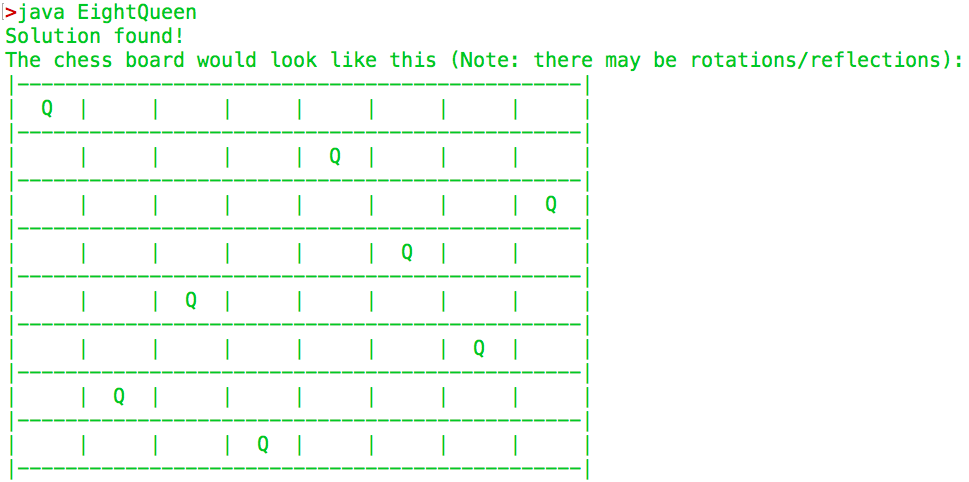 >java EightQueen
Solution found!
The chess board would look like this (Note: there may be rotations/reflections):
|-----------------------------------------------|
|  Q  |     |     |     |     |     |     |     |
|-----------------------------------------------|
|     |     |     |     |  Q  |     |     |     |
|-----------------------------------------------|
|     |     |     |     |     |     |     |  Q  |
|-----------------------------------------------|
|     |     |     |     |     |  Q  |     |     |
|-----------------------------------------------|
|     |     |  Q  |     |     |     |     |     |
|-----------------------------------------------|
|     |     |     |     |     |     |  Q  |     |
|-----------------------------------------------|
|     |  Q  |     |     |     |     |     |     |
|-----------------------------------------------|
|     |     |     |  Q  |     |     |     |     |
|-----------------------------------------------|